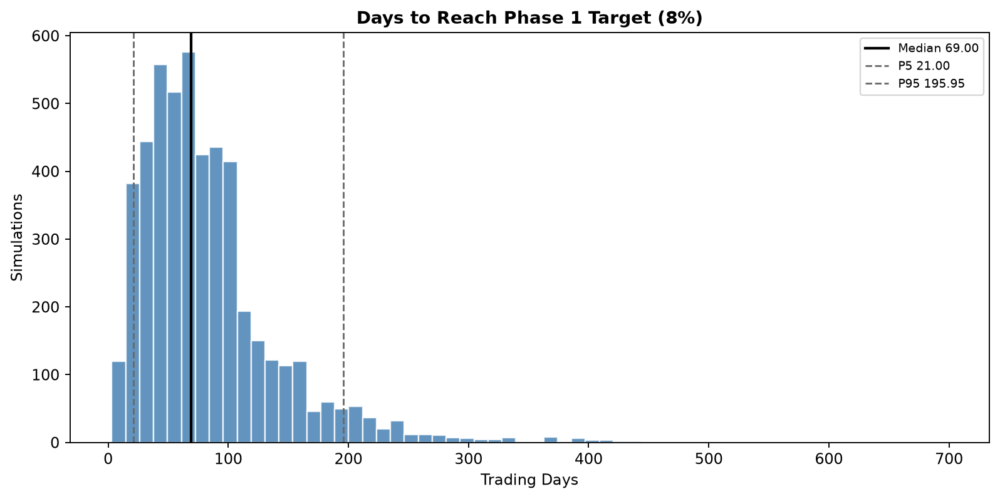 Days to Reach Phase 1 Target (8%)
Median 69.00
P5 21.00
P95 195.95
600
500
400
300
200
100
0
Simulations
0 100 200 300 400 500 600 700
Trading Days